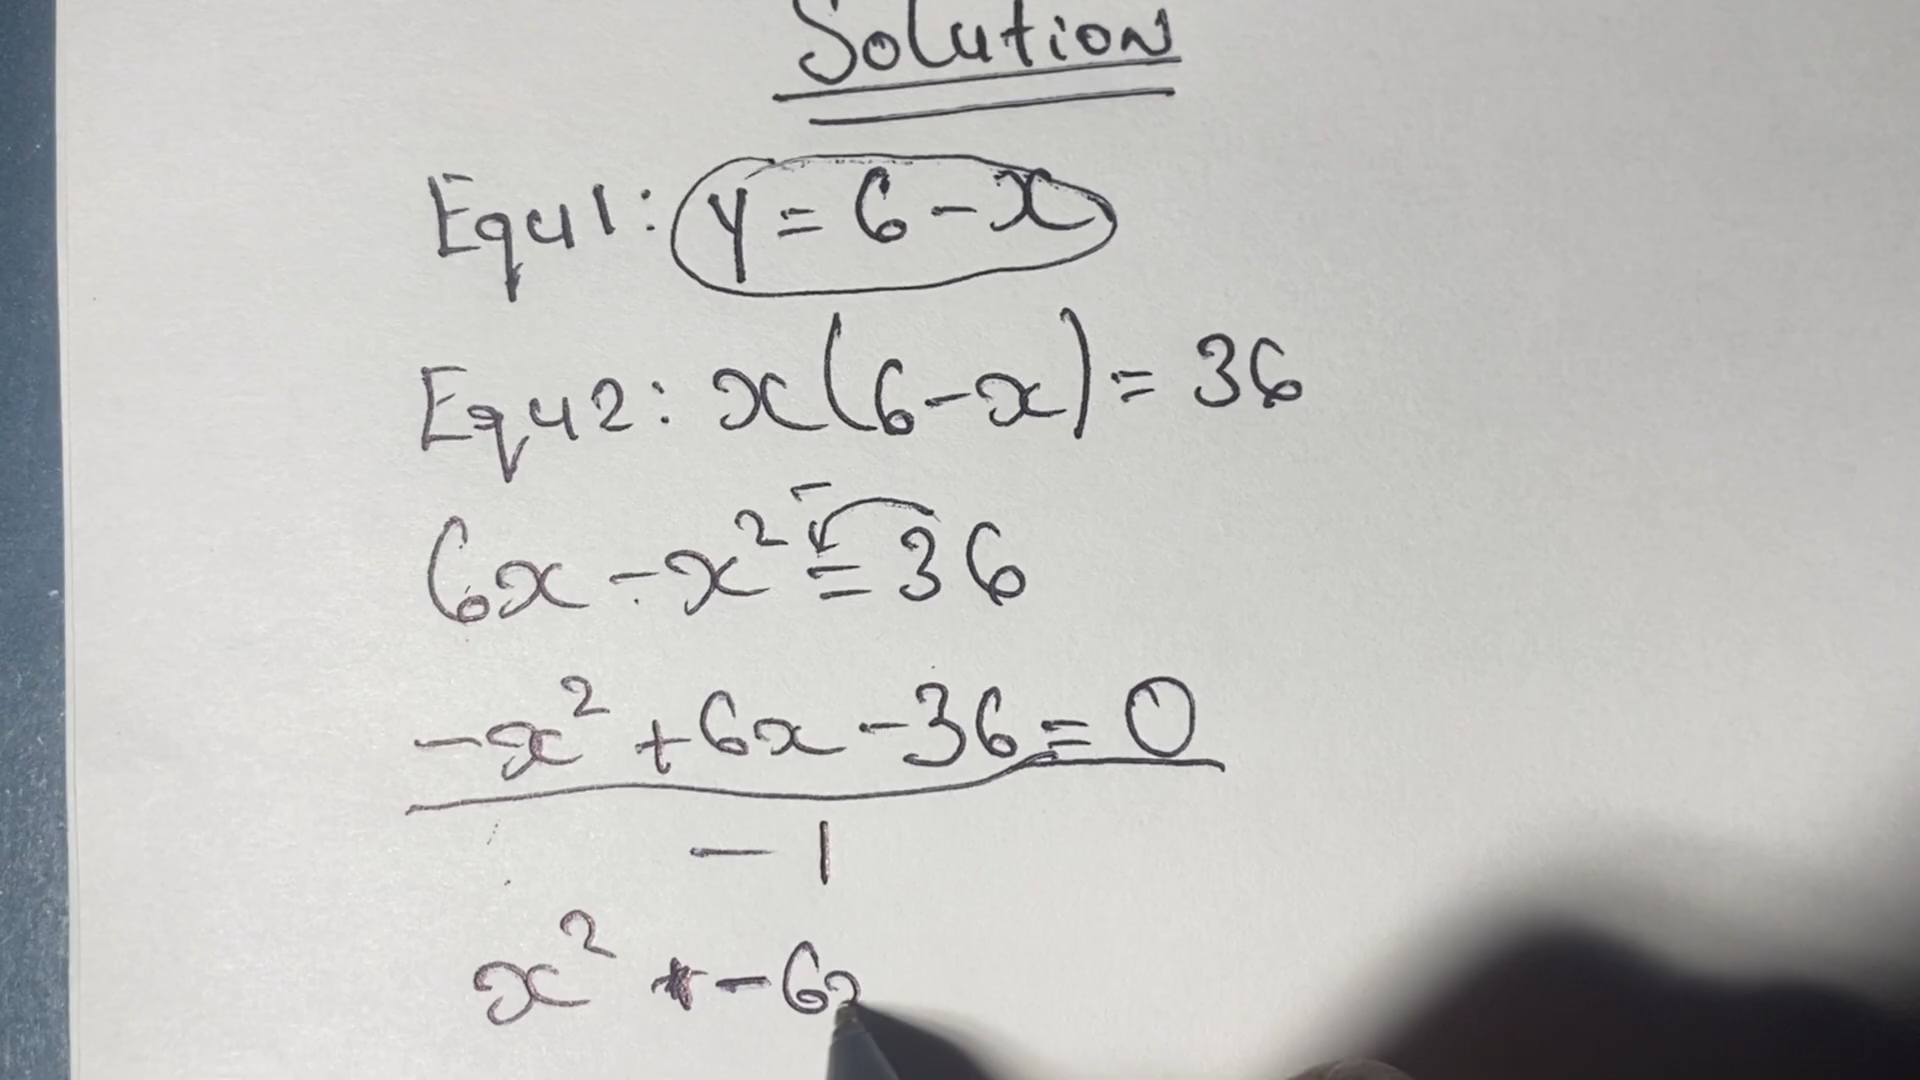 Solution
Equ1: y = 6 - x
Equ2: x(6 - x) = 36
-
6x - x² = 36
-x² + 6x - 36 = 0
-1
x² - 6x